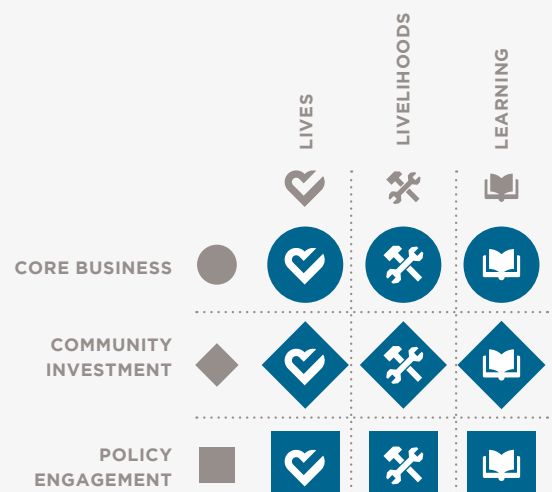 LIVES
LIVELIHOODS
LEARNING
CORE BUSINESS
COMMUNITY
INVESTMENT
POLICY
ENGAGEMENT